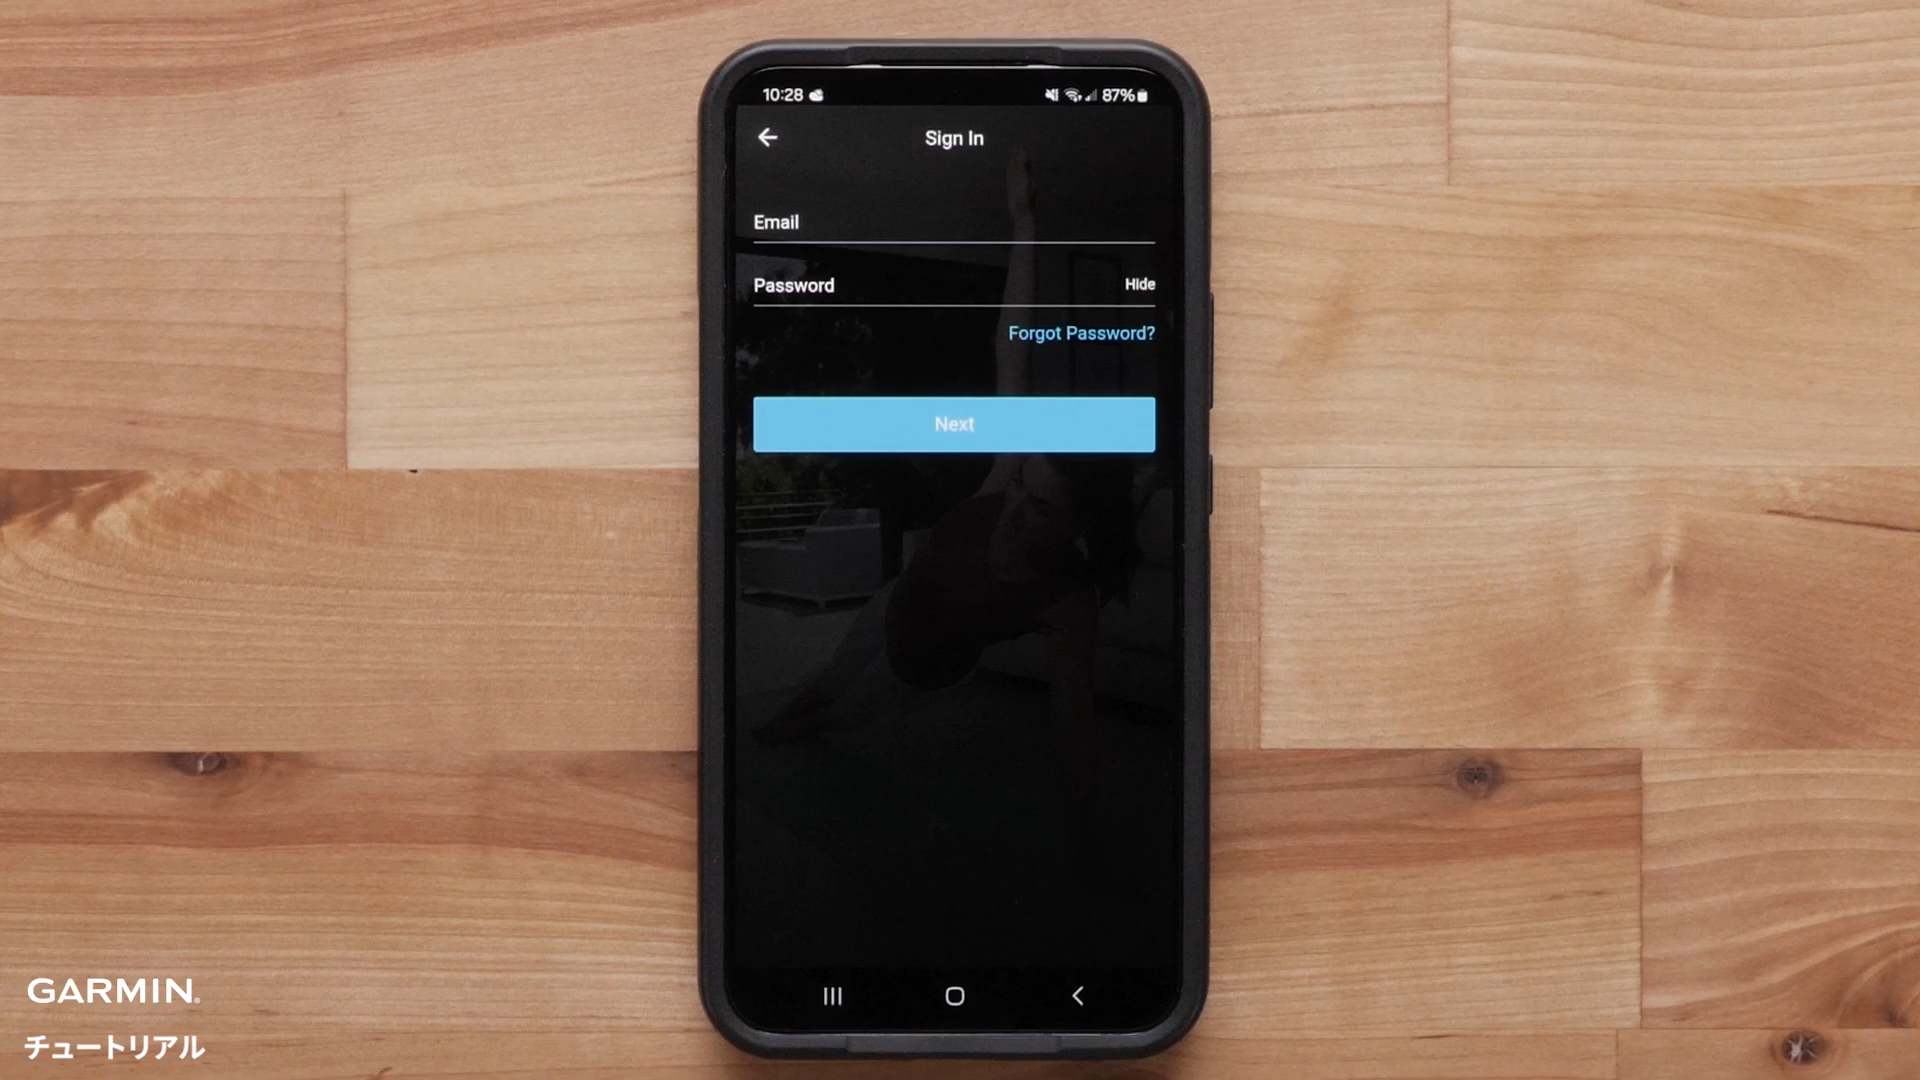 10:28
87%
Sign In
Email
Password
Hide
Forgot Password?
Next
GARMIN
チュートリアル